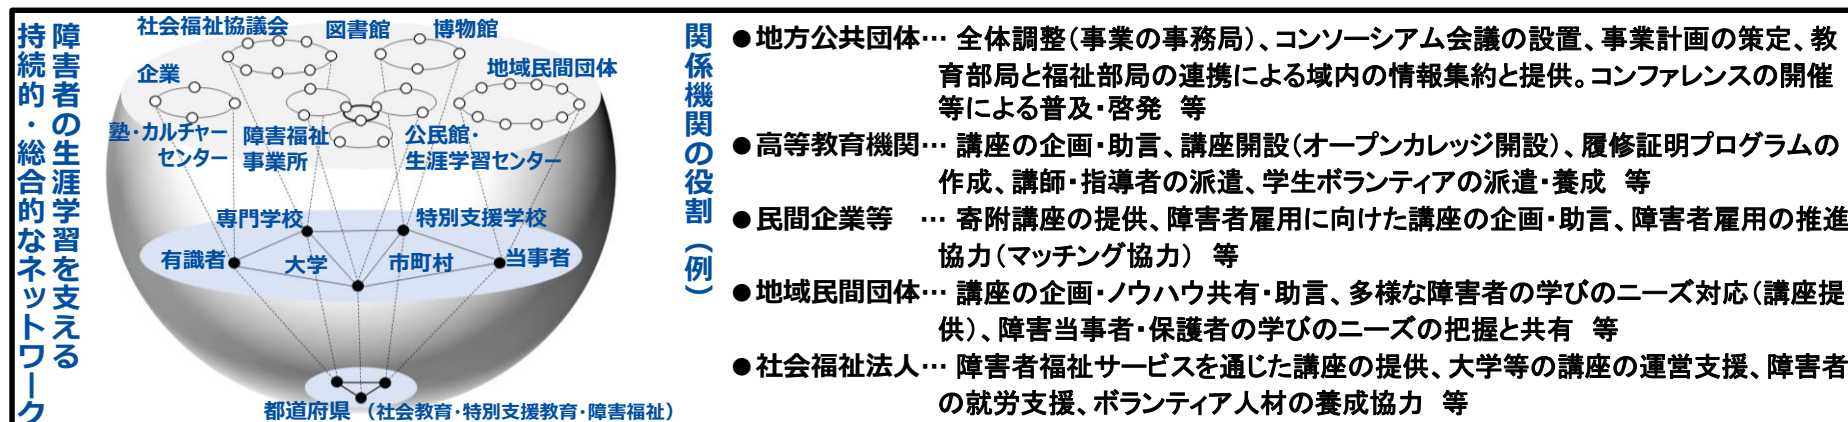 障害者の生涯学習を支える
持続的・総合的なネットワーク
社会福祉協議会
図書館
博物館
企業
地域民間団体
塾・カルチャー
センター
障害福祉
事業所
公民館・
生涯学習センター
専門学校
特別支援学校
有識者
大学
市町村
当事者
都道府県 (社会教育・特別支援教育・障害福祉)
関係機関の役割(例)
●地方公共団体… 全体調整(事業の事務局)、コンソーシアム会議の設置、事業計画の策定、教
育部局と福祉部局の連携による域内の情報集約と提供。コンファレンスの開催
等による普及・啓発 等
●高等教育機関… 講座の企画・助言、講座開設(オープンカレッジ開設)、履修証明プログラムの
作成、講師・指導者の派遣、学生ボランティアの派遣・養成 等
●民間企業等 … 寄附講座の提供、障害者雇用に向けた講座の企画・助言、障害者雇用の推進
協力(マッチング協力) 等
●地域民間団体… 講座の企画・ノウハウ共有・助言、多様な障害者の学びのニーズ対応(講座提
供)、障害当事者・保護者の学びのニーズの把握と共有 等
●社会福祉法人… 障害者福祉サービスを通じた講座の提供、大学等の講座の運営支援、障害者
の就労支援、ボランティア人材の養成協力 等